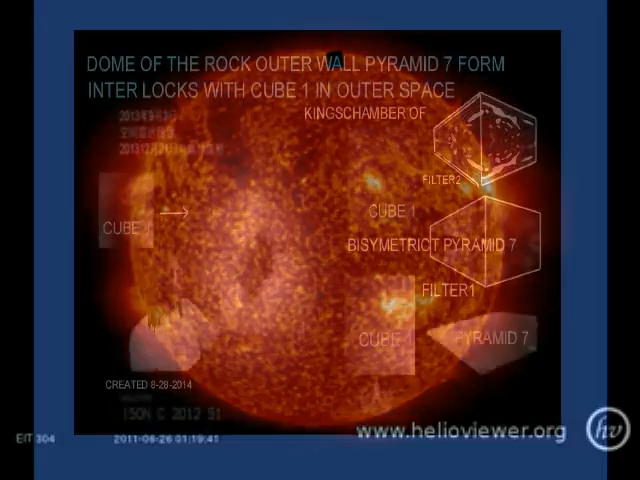 DOME OF THE ROCK OUTER WALL PYRAMID 7 FORM
INTER LOCKS WITH CUBE 1 IN OUTER SPACE
KINGSCHAMBER OF
FILTER2
CUBE 1
CUBE 1
BISYMETRICT PYRAMID 7
FILTER1
CUBE 1
PYRAMID 7
CREATED 8-28-2014
ISON C 2012 S1
EIT 304
2011-06-26 01:19:41
www.helioviewer.org
hv